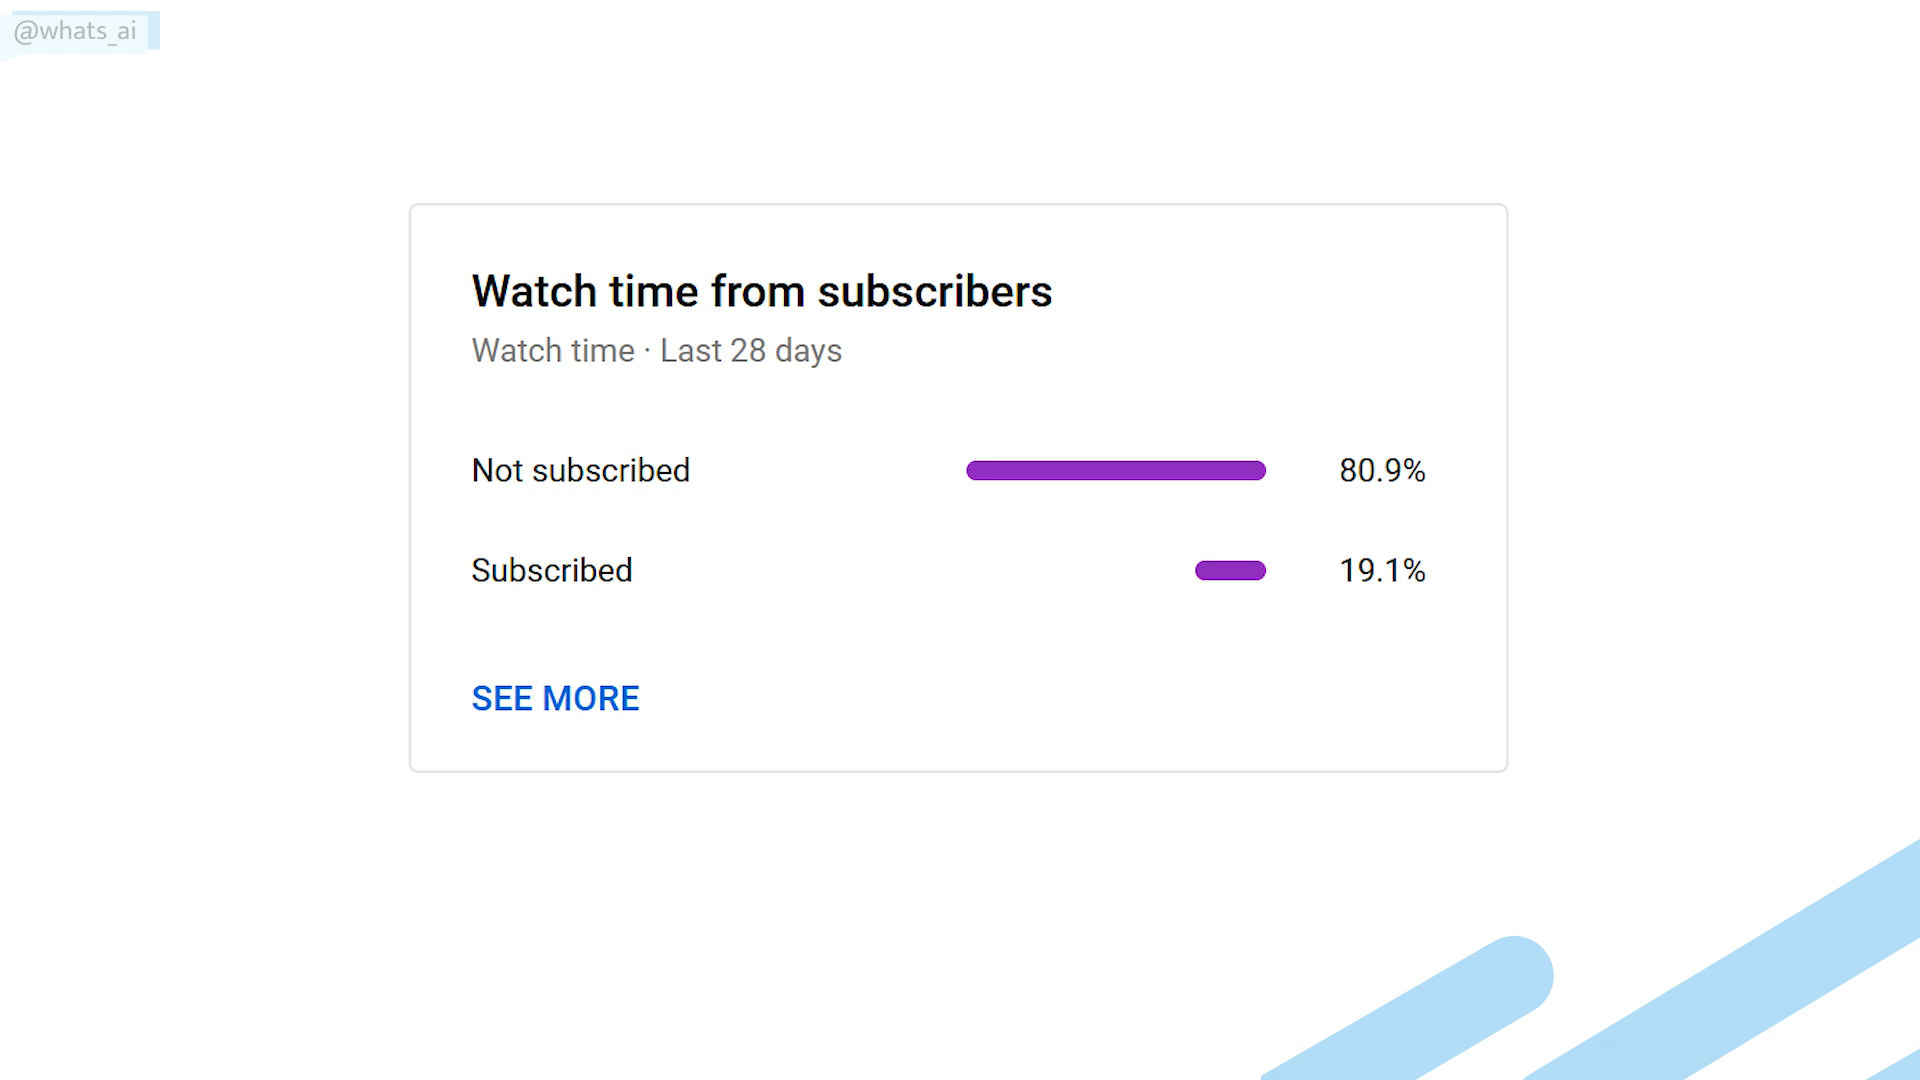 @whats_ai
Watch time from subscribers
Watch time · Last 28 days
Not subscribed 80.9%
Subscribed 19.1%
SEE MORE